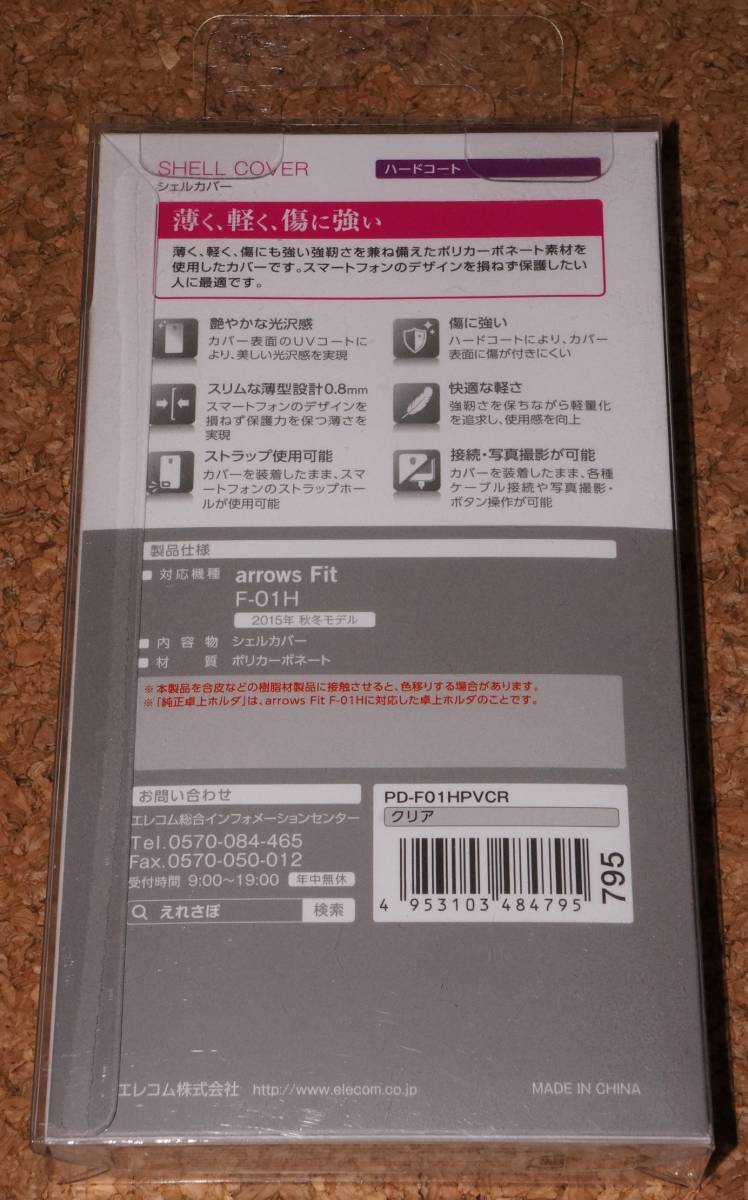 SHELL COVER
シェルカバー
ハードコート
薄く、軽く、傷に強い
薄く、軽く、傷にも強い強靭さを兼ね備えたポリカーボネート素材を
使用したカバーです。スマートフォンのデザインを損ねず保護したい
人に最適です。
艶やかな光沢感
カバー表面のUVコートに
より、美しい光沢感を実現
傷に強い
ハードコートにより、カバー
表面に傷が付きにくい
スリムな薄型設計0.8mm
スマートフォンのデザインを
損ねず保護力を保つ薄さを
実現
快適な軽さ
強靭さを保ちながら軽量化
を追求し、使用感を向上
ストラップ使用可能
カバーを装着したまま、スマ
ートフォンのストラップホー
ルが使用可能
接続・写真撮影が可能
カバーを装着したまま、各種
ケーブル接続や写真撮影・
ボタン操作が可能
製品仕様
■ 対応機種 arrows Fit
F-01H
2015年 秋冬モデル
■ 内容物 シェルカバー
■ 材質 ポリカーボネート
※本製品を合皮などの樹脂材製品に接触させると、色移りする場合があります。
※「純正卓上ホルダ」は、arrows Fit F-01Hに対応した卓上ホルダのことです。
お問い合わせ
エレコム総合インフォメーションセンター
Tel.0570-084-465
Fax.0570-050-012
受付時間 9:00～19:00 年中無休
えれさぽ 検索
PD-F01HPVCR
クリア
4 953103 484795
795
エレコム株式会社 http://www.elecom.co.jp
MADE IN CHINA